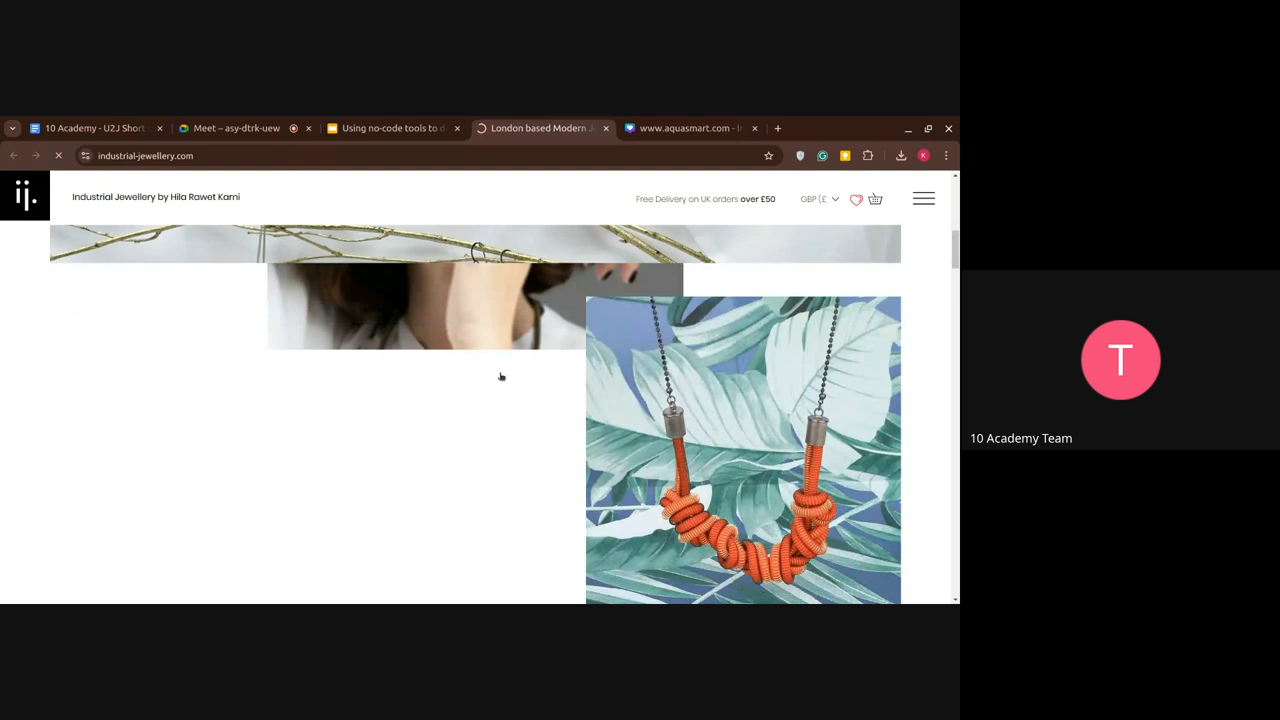 10 Academy - U2J Short
Meet – asy-dtrk-uew
Using no-code tools to d
London based Modern J
www.aquasmart.com - I
industrial-jewellery.com
K
ij.
Industrial Jewellery by Hila Rawet Karni
Free Delivery on UK orders over £50
GBP (£
T
10 Academy Team